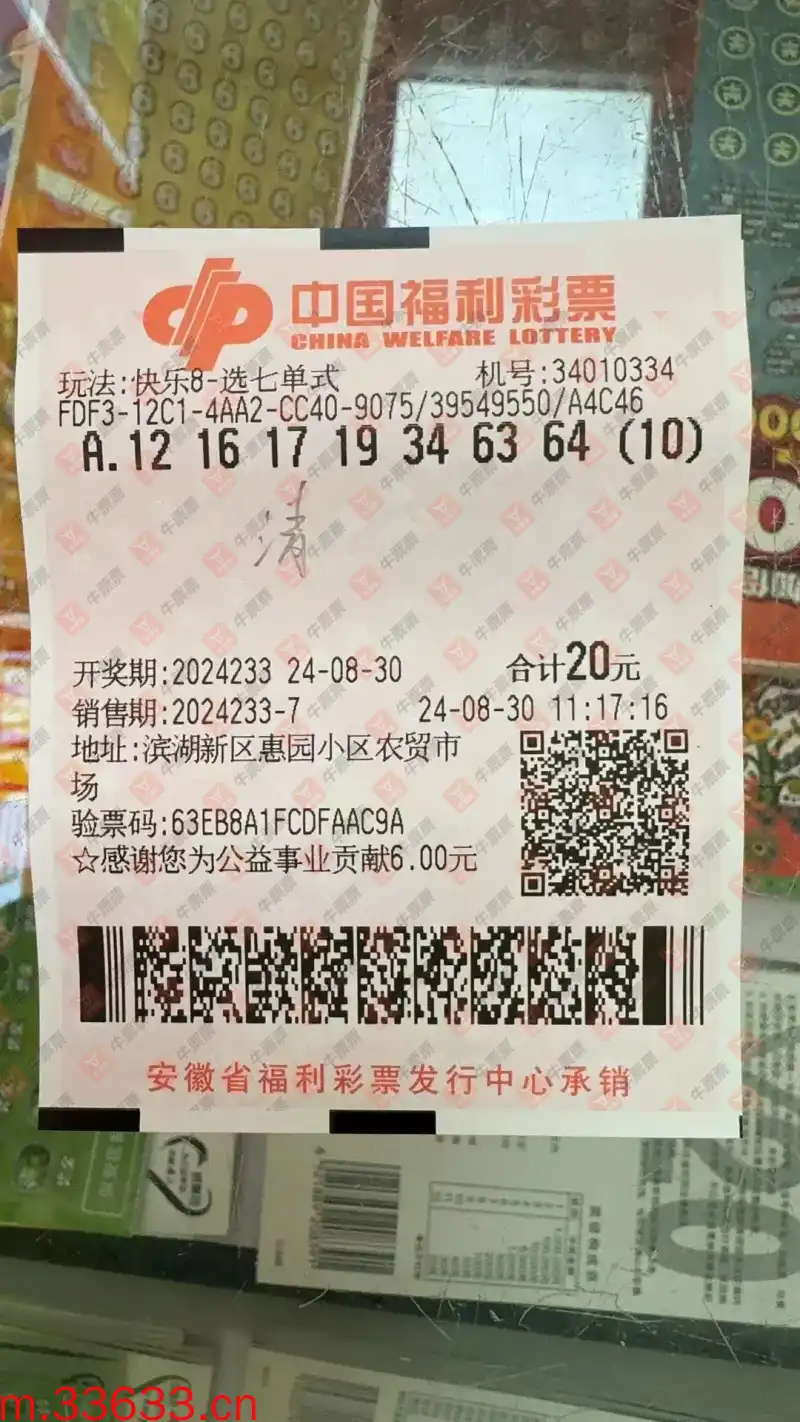 中国福利彩票
CHINA WELFARE LOTTERY
玩法:快乐8-选七单式 机号:34010334
FDF3-12C1-4AA2-CC40-9075/39549550/A4C46
A.12 16 17 19 34 63 64 (10)
清
开奖期:2024233 24-08-30 合计20元
销售期:2024233-7 24-08-30 11:17:16
地址:滨湖新区惠园小区农贸市
场
验票码:63EB8A1FCDFAAC9A
☆感谢您为公益事业贡献6.00元
安徽省福利彩票发行中心承销
m.33633.cn